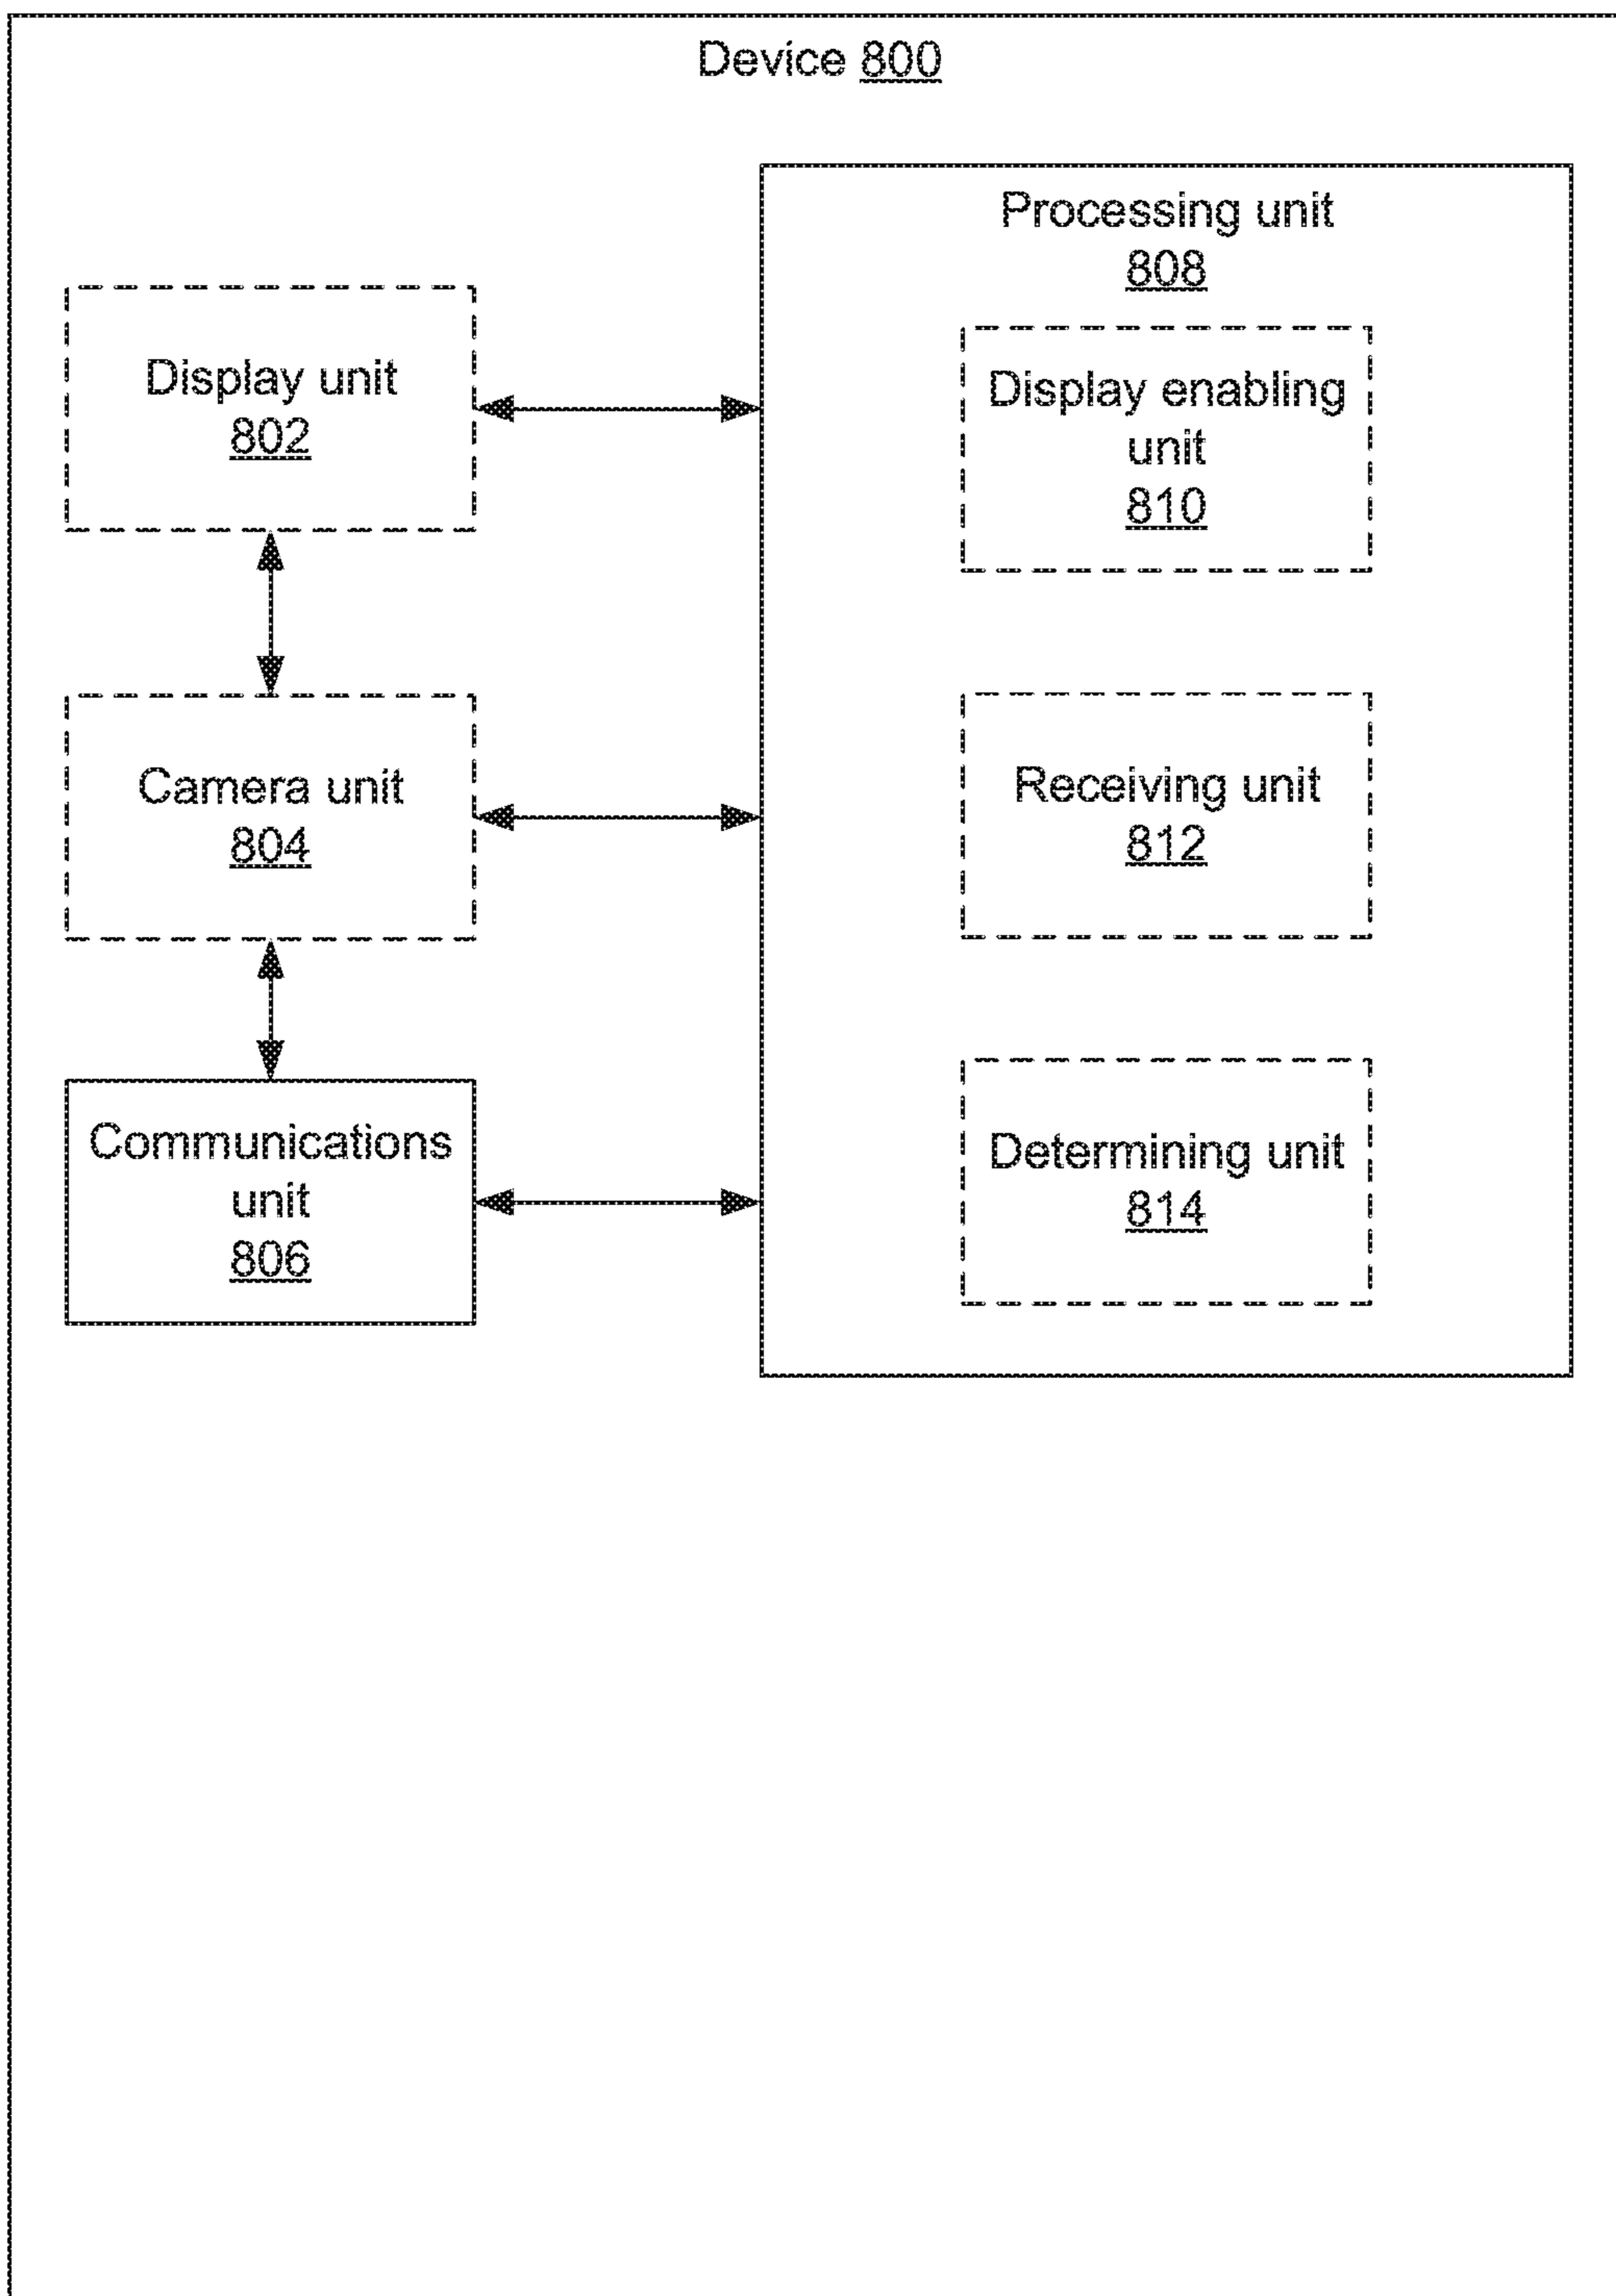 Device 800
Processing unit
808
Display unit
802
Display enabling
unit
810
Camera unit
804
Receiving unit
812
Communications
unit
806
Determining unit
814